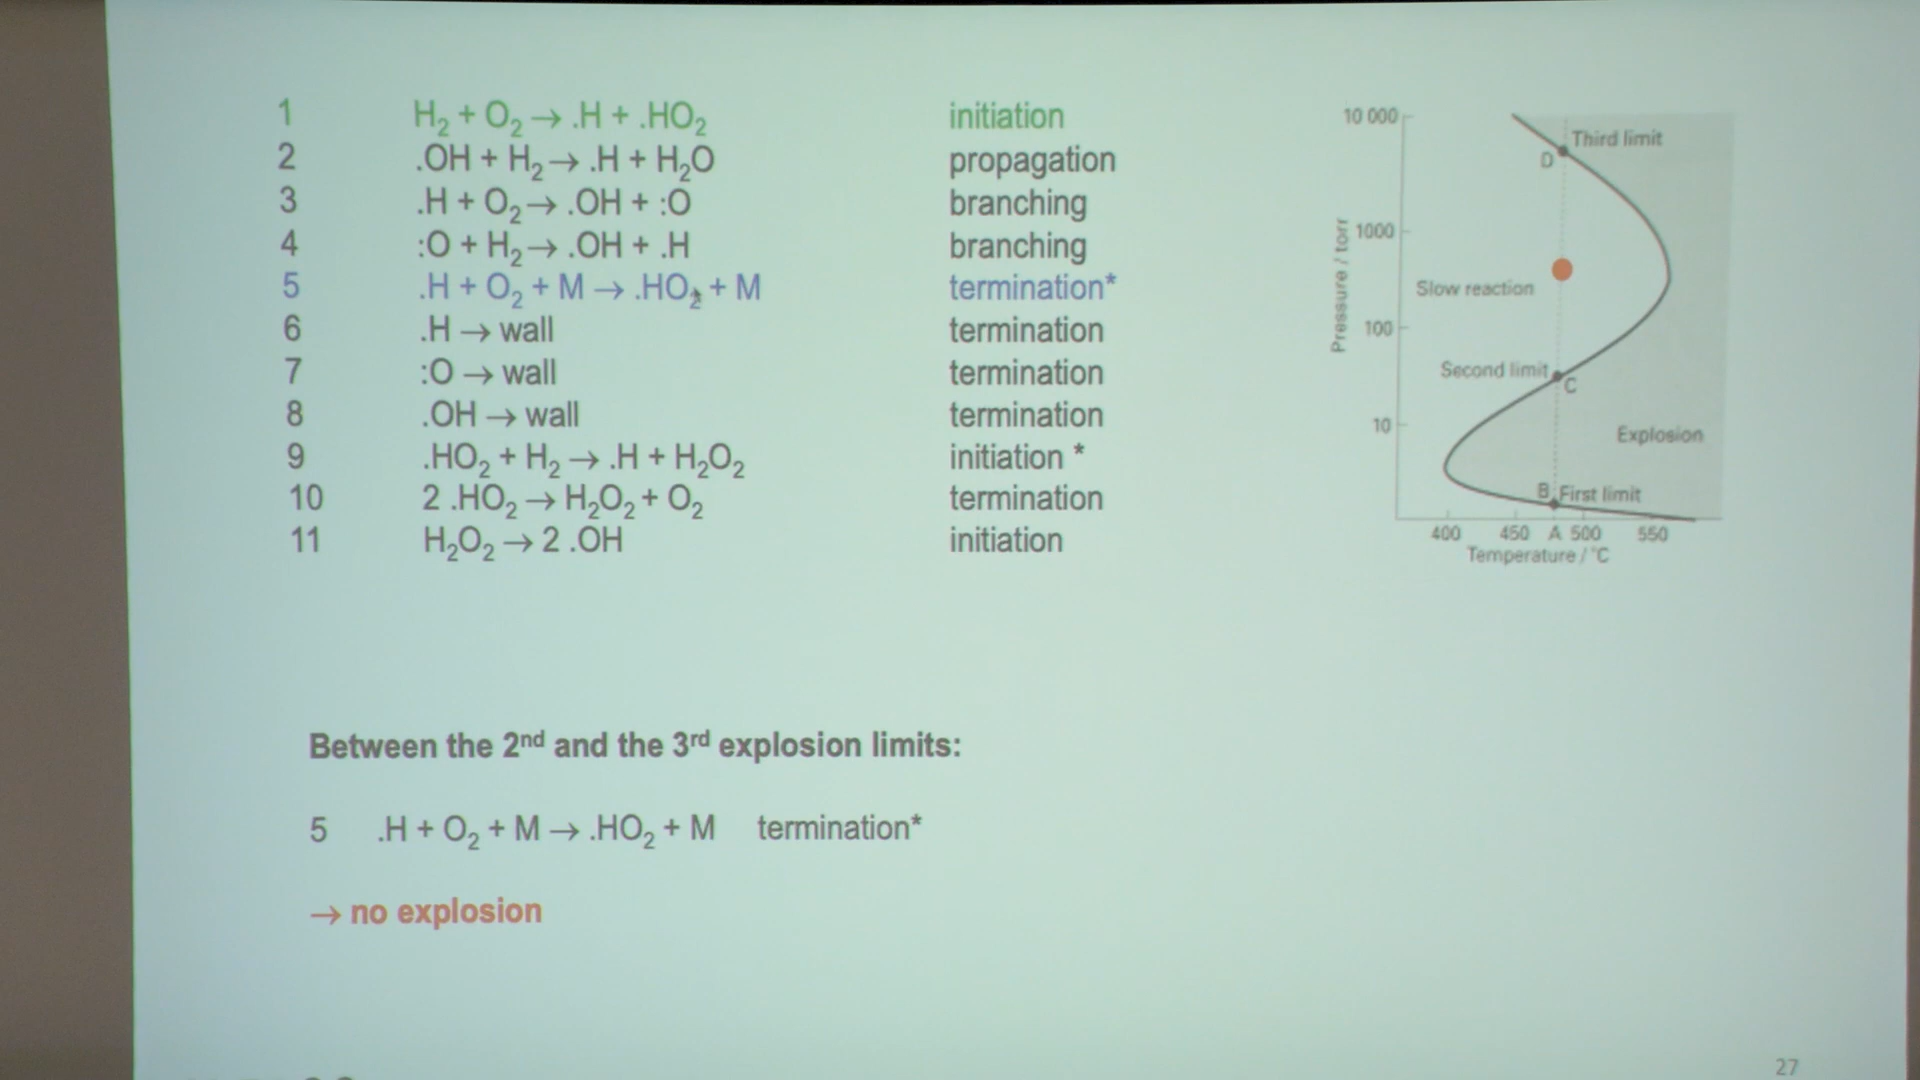 1 H₂ + O₂ → .H + .HO₂ initiation
2 .OH + H₂ → .H + H₂O propagation
3 .H + O₂ → .OH + :O branching
4 :O + H₂ → .OH + .H branching
5 .H + O₂ + M → .HO₂ + M termination*
6 .H → wall termination
7 :O → wall termination
8 .OH → wall termination
9 .HO₂ + H₂ → .H + H₂O₂ initiation *
10 2 .HO₂ → H₂O₂ + O₂ termination
11 H₂O₂ → 2 .OH initiation
10 000
Third limit
D
1000
Pressure / torr
Slow reaction
100
Second limit
C
10
Explosion
B First limit
400 450 A 500 550
Temperature / °C
Between the 2nd and the 3rd explosion limits:
5 .H + O₂ + M → .HO₂ + M termination*
→ no explosion
27